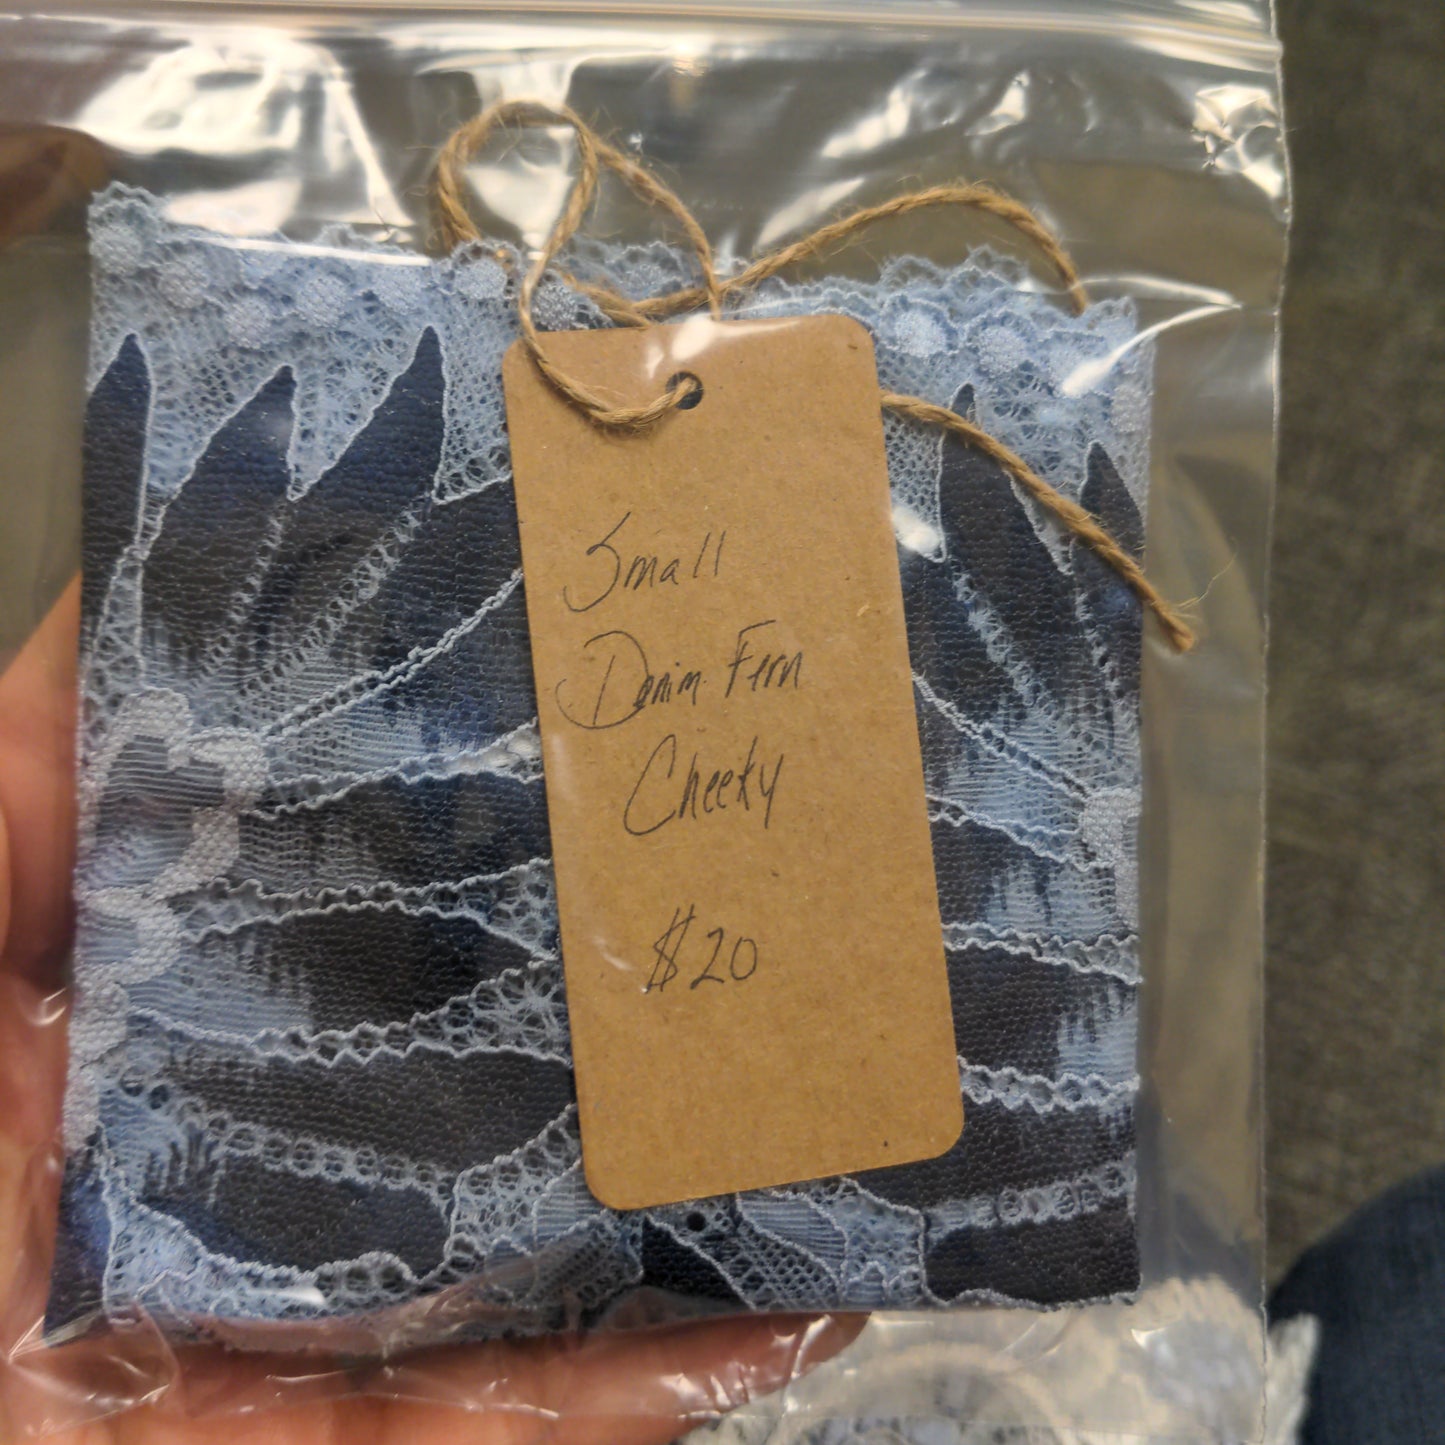 Small
Denim Fern
Cheeky
$20